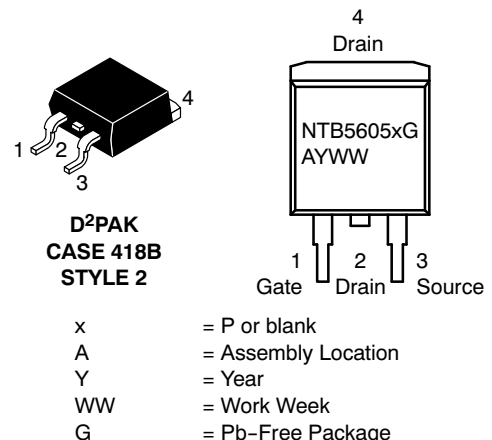 4
Drain
4
1
2
3
NTB5605xG
AYWW
D²PAK
CASE 418B
STYLE 2
1
Gate
2
Drain
3
Source
x = P or blank
A = Assembly Location
Y = Year
WW = Work Week
G = Pb−Free Package